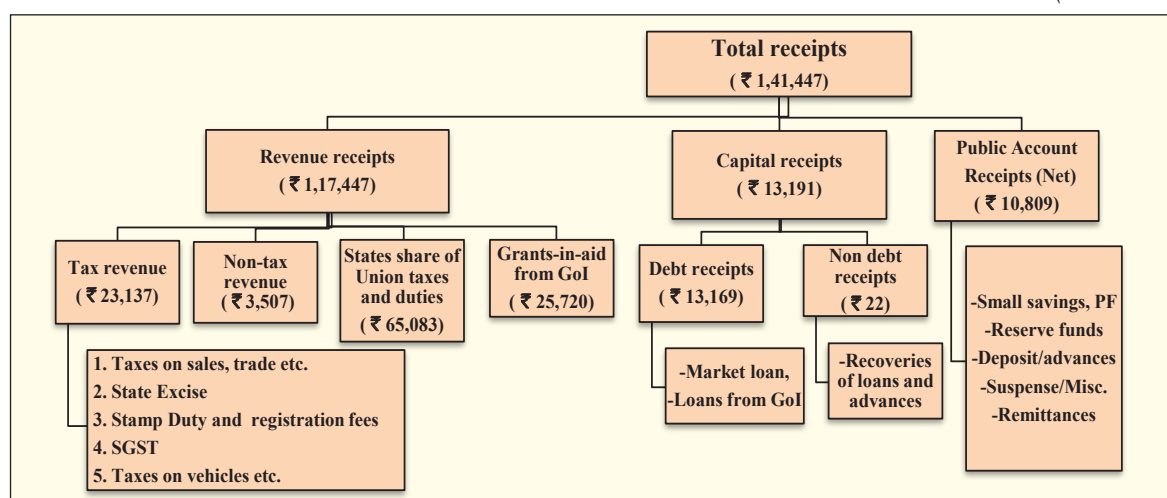 (
Total receipts
( ₹ 1,41,447)
Revenue receipts
( ₹ 1,17,447)
Capital receipts
( ₹ 13,191)
Public Account
Receipts (Net)
( ₹ 10,809)
Tax revenue
( ₹ 23,137)
Non-tax
revenue
( ₹ 3,507)
States share of
Union taxes
and duties
( ₹ 65,083)
Grants-in-aid
from GoI
( ₹ 25,720)
Debt receipts
( ₹ 13,169)
Non debt
receipts
( ₹ 22)
1. Taxes on sales, trade etc.
2. State Excise
3. Stamp Duty and registration fees
4. SGST
5. Taxes on vehicles etc.
-Market loan,
-Loans from GoI
-Recoveries
of loans and
advances
-Small savings, PF
-Reserve funds
-Deposit/advances
-Suspense/Misc.
-Remittances